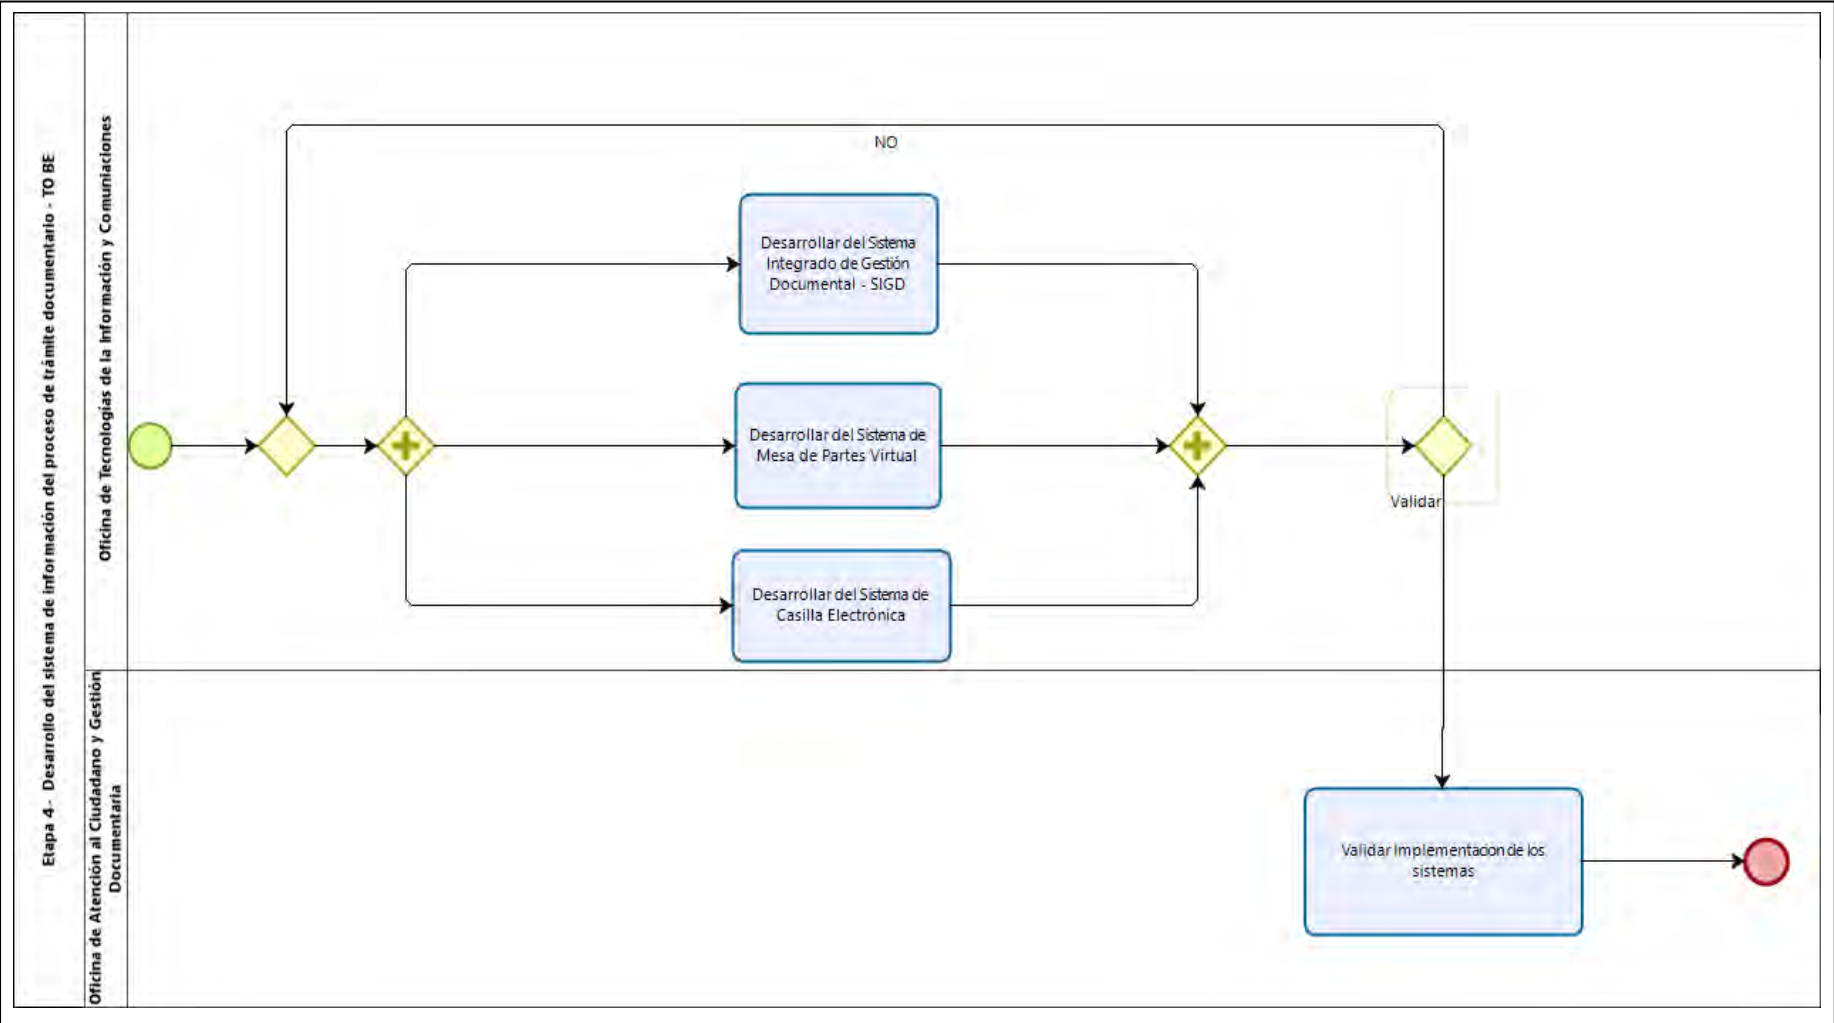 Etapa 4 - Desarrollo del sistema de información del proceso de trámite documentario - TO BE
Oficina de Tecnologías de la Información y Comuniaciones
NO
Desarrollar del Sistema
Integrado de Gestión
Documental - SIGD
Desarrollar del Sistema de
Mesa de Partes Virtual
Validar
Desarrollar del Sistema de
Casilla Electrónica
Oficina de Atención al Ciudadano y Gestión
Documentaria
Validar Implementacion de los
sistemas